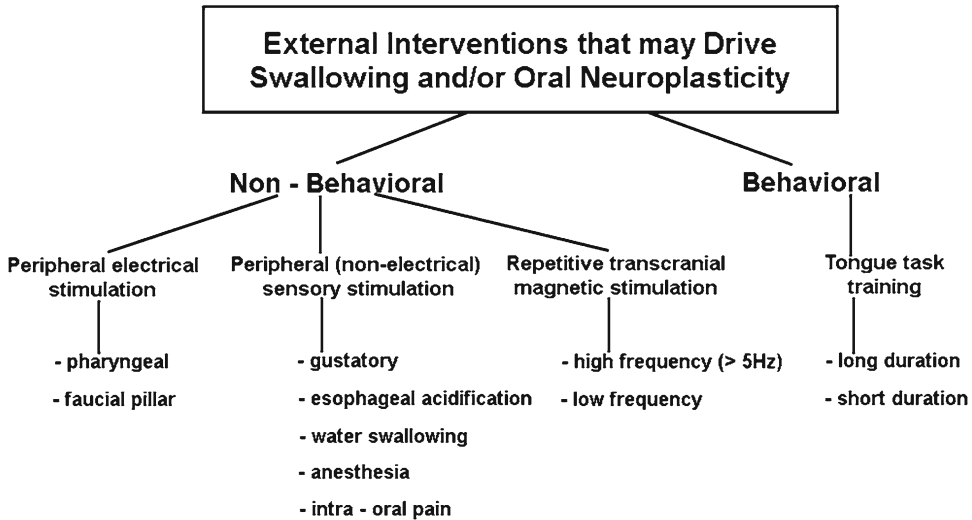 External Interventions that may Drive
Swallowing and/or Oral Neuroplasticity
Non - Behavioral
Behavioral
Peripheral electrical
stimulation
- pharyngeal
- faucial pillar
Peripheral (non-electrical)
sensory stimulation
- gustatory
- esophageal acidification
- water swallowing
- anesthesia
- intra - oral pain
Repetitive transcranial
magnetic stimulation
- high frequency (> 5Hz)
- low frequency
Tongue task
training
- long duration
- short duration